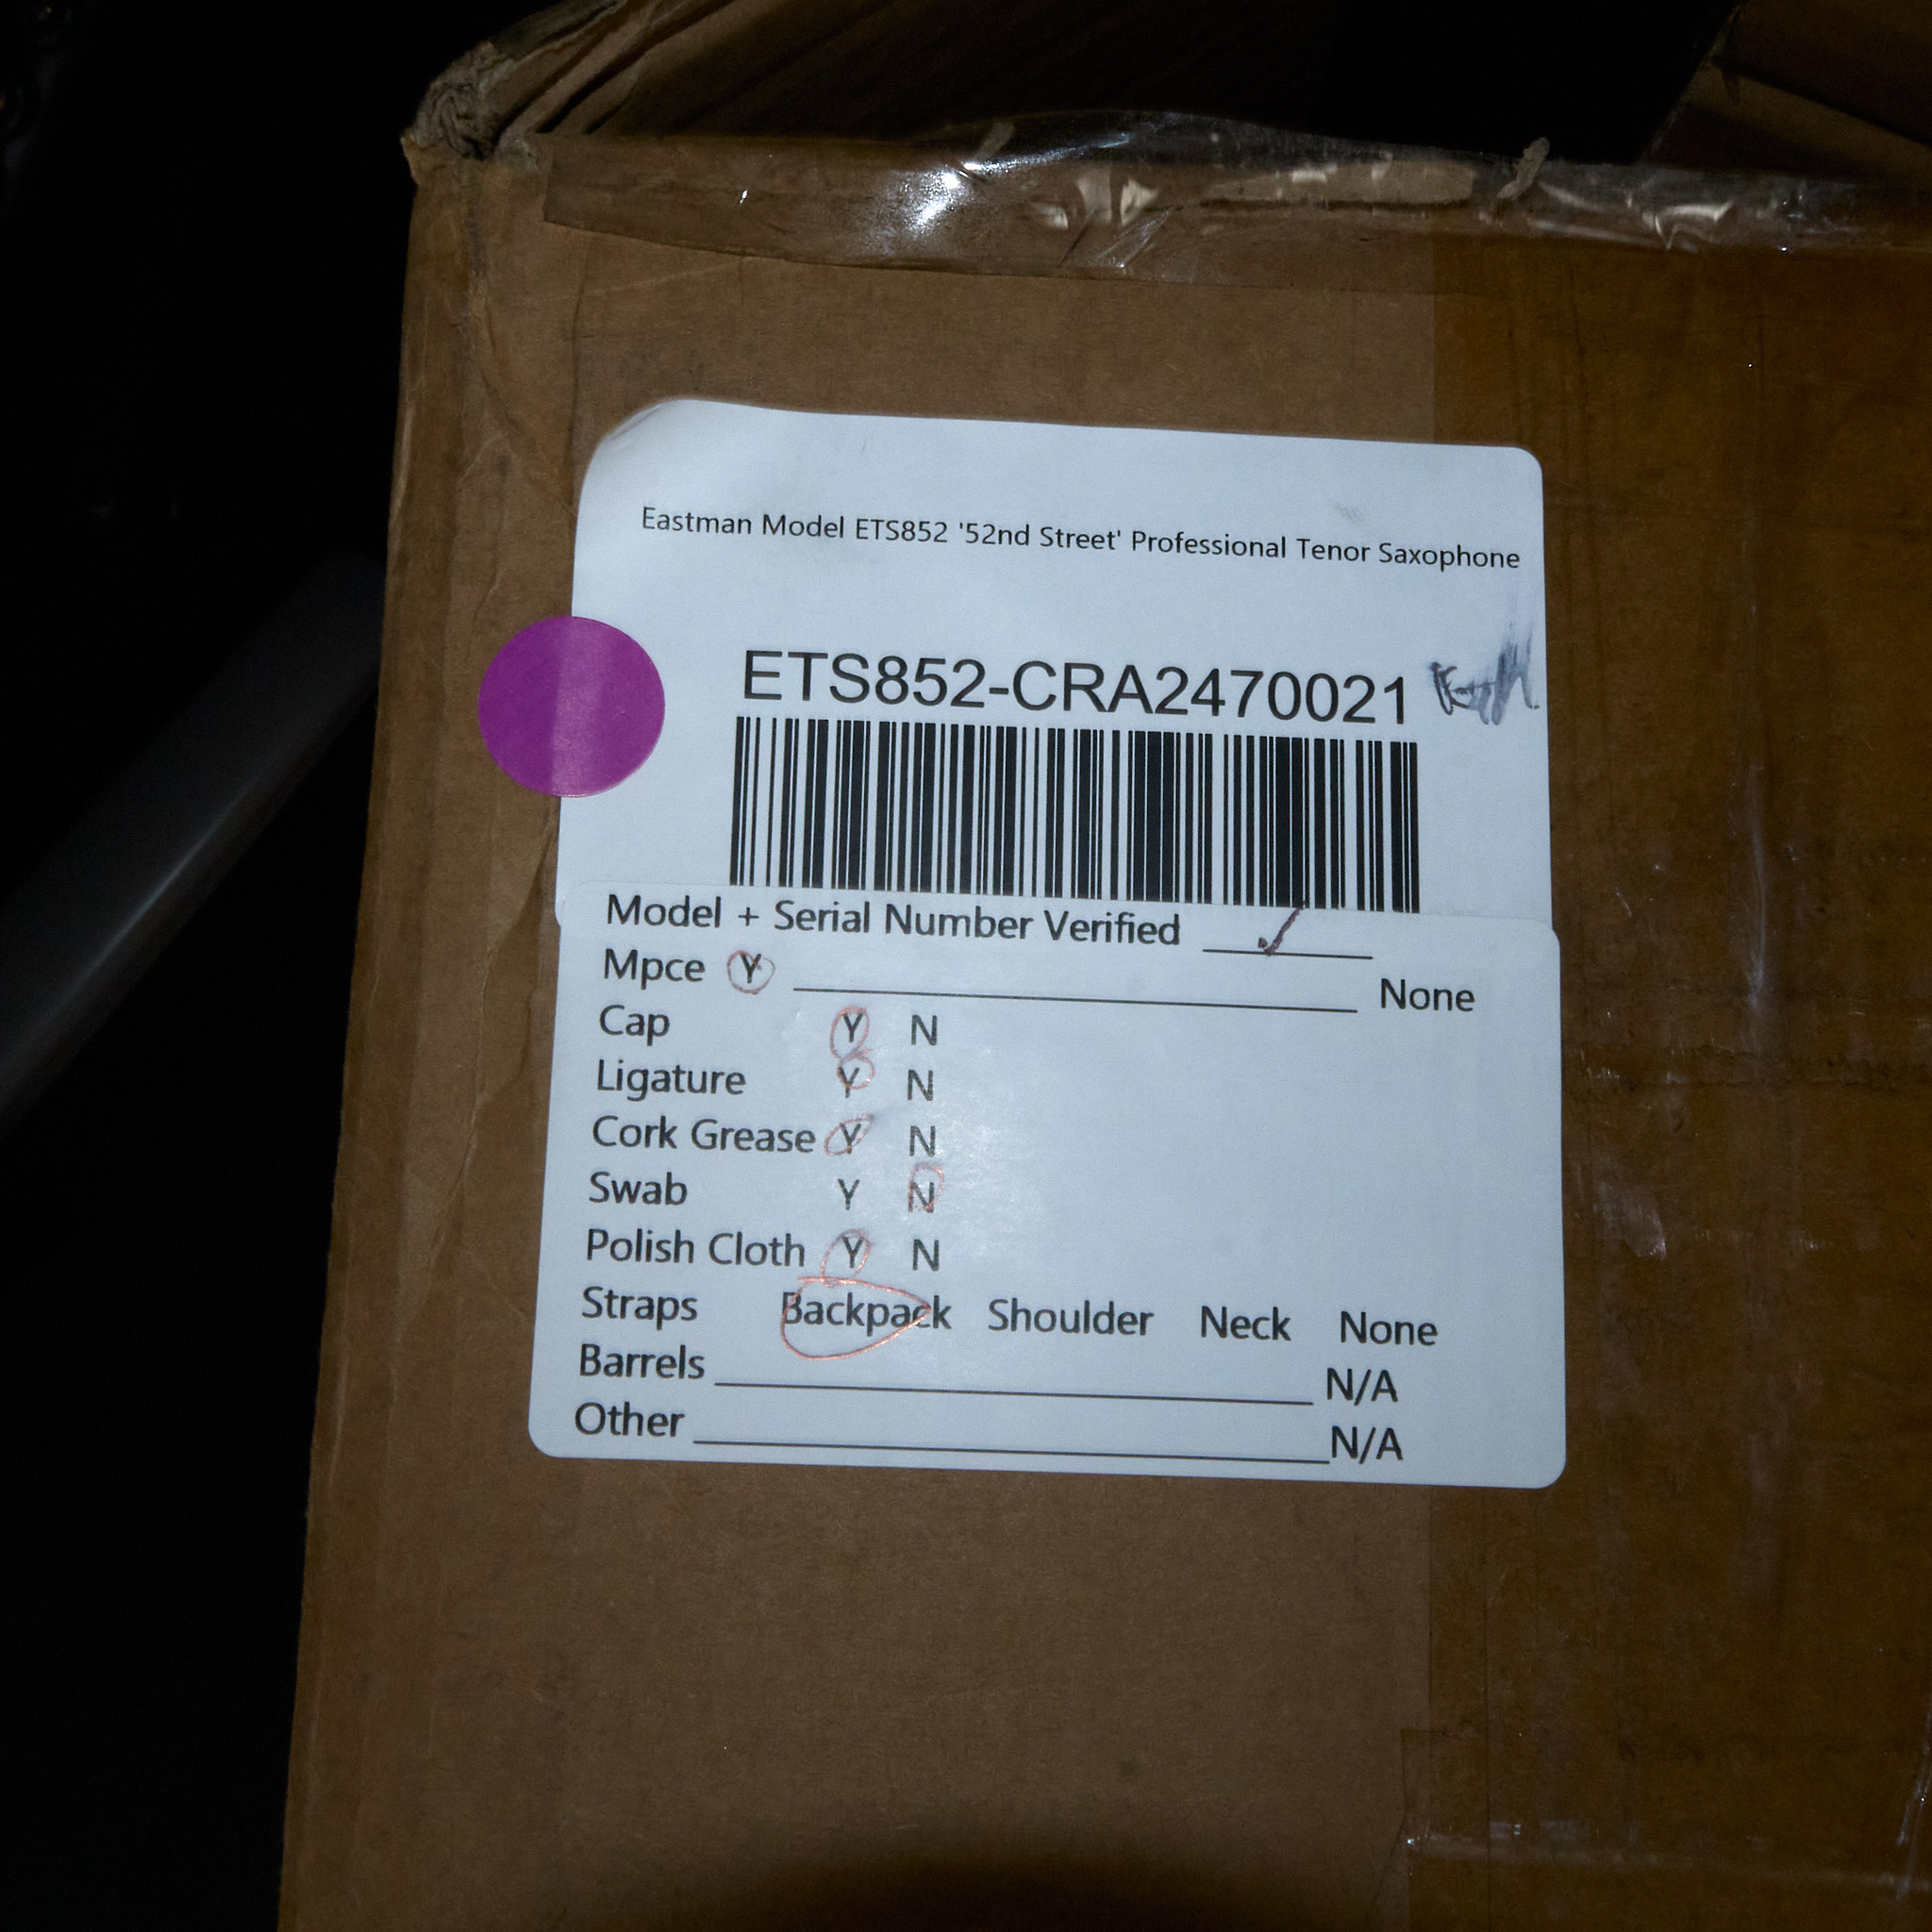 Eastman Model ETS852 '52nd Street' Professional Tenor Saxophone
ETS852-CRA2470021
Model + Serial Number Verified ✓
Mpce Y None
Cap Y N
Ligature Y N
Cork Grease Y N
Swab Y N
Polish Cloth Y N
Straps Backpack Shoulder Neck None
Barrels N/A
Other N/A